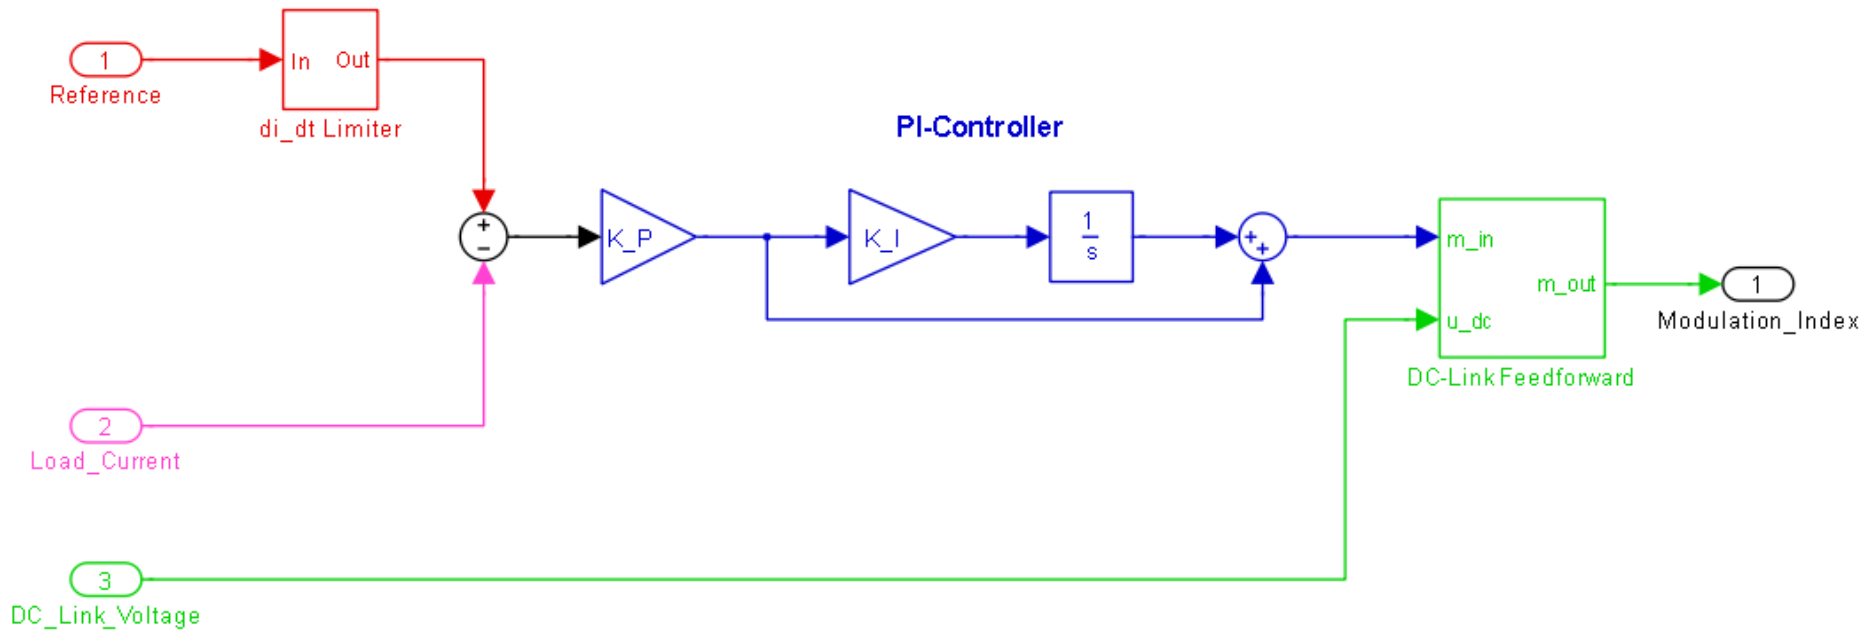 1
Reference
In Out
di_dt Limiter
PI-Controller
+
−
K_P
K_I
1
s
+
+
m_in
m_out
u_dc
DC-Link Feedforward
1
Modulation_Index
2
Load_Current
3
DC_Link_Voltage